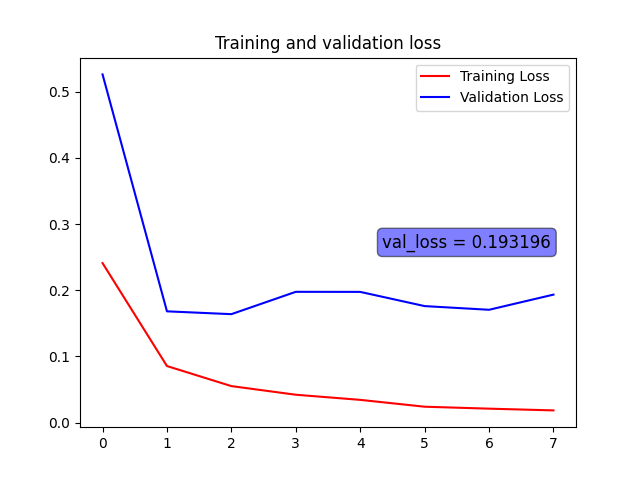 Training and validation loss
Training Loss
Validation Loss
val_loss = 0.193196
0.5
0.4
0.3
0.2
0.1
0.0
0 1 2 3 4 5 6 7